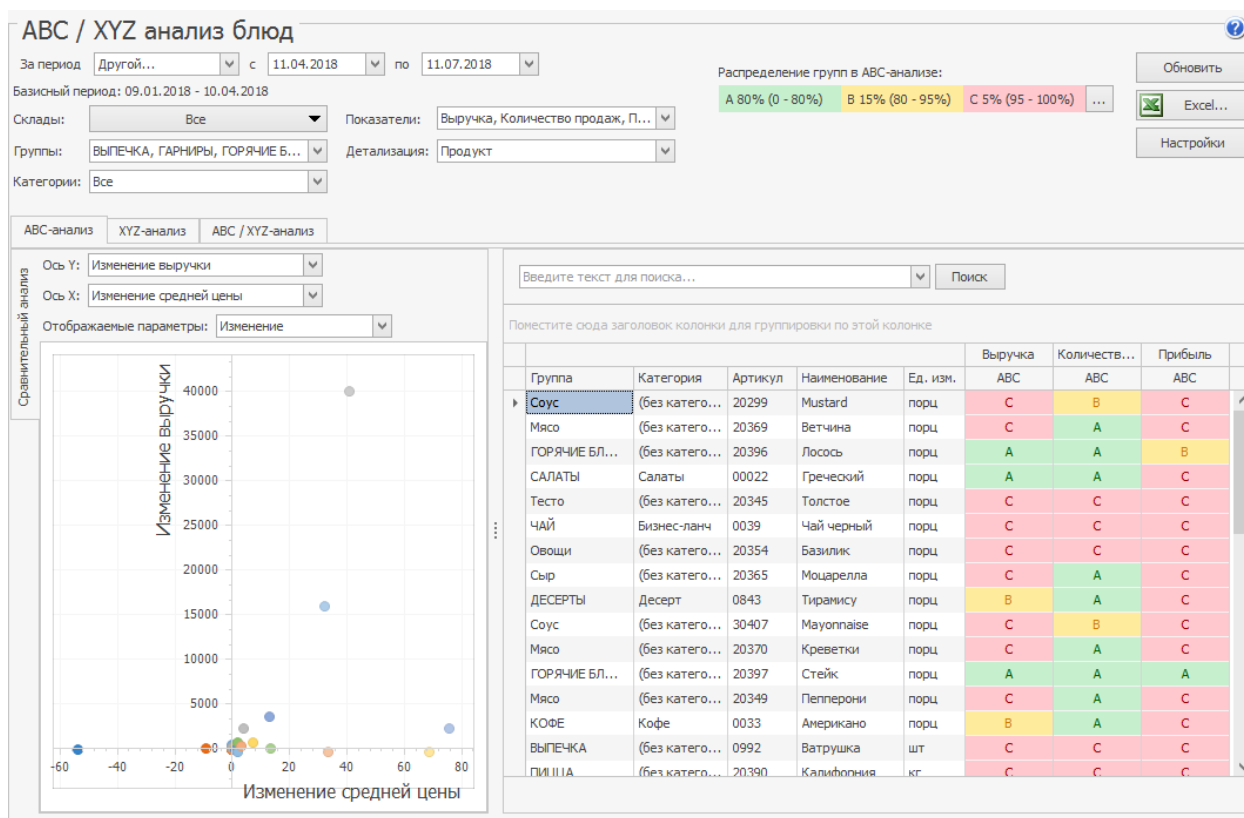 ABC / XYZ анализ блюд
За период Другой... с 11.04.2018 по 11.07.2018
Базисный период: 09.01.2018 - 10.04.2018
Склады: Все Показатели: Выручка, Количество продаж, П...
Группы: ВЫПЕЧКА, ГАРНИРЫ, ГОРЯЧИЕ Б... Детализация: Продукт
Категории: Все
Распределение групп в ABC-анализе:
A 80% (0 - 80%) B 15% (80 - 95%) C 5% (95 - 100%) ...
?
Обновить
Excel...
Настройки
ABC-анализ XYZ-анализ ABC / XYZ-анализ
Сравнительный анализ
Ось Y: Изменение выручки
Ось X: Изменение средней цены
Отображаемые параметры: Изменение
Изменение выручки
40000
35000
30000
25000
20000
15000
10000
5000
0
-60 -40 -20 0 20 40 60 80
Изменение средней цены
Введите текст для поиска... Поиск
Поместите сюда заголовок колонки для группировки по этой колонке
Выручка Количеств... Прибыль
Группа Категория Артикул Наименование Ед. изм. ABC ABC ABC
Соус (без катего... 20299 Mustard порц C B C
Мясо (без катего... 20369 Ветчина порц C A C
ГОРЯЧИЕ БЛ... (без катего... 20396 Лосось порц A A B
САЛАТЫ Салаты 00022 Греческий порц A A C
Тесто (без катего... 20345 Толстое порц C C C
ЧАЙ Бизнес-ланч 0039 Чай черный порц C C C
Овощи (без катего... 20354 Базилик порц C C C
Сыр (без катего... 20365 Моцарелла порц C A C
ДЕСЕРТЫ Десерт 0843 Тирамису порц B A C
Соус (без катего... 30407 Mayonnaise порц C B C
Мясо (без катего... 20370 Креветки порц C A C
ГОРЯЧИЕ БЛ... (без катего... 20397 Стейк порц A A A
Мясо (без катего... 20349 Пепперони порц C A C
КОФЕ Кофе 0033 Американо порц B A C
ВЫПЕЧКА (без катего... 0992 Ватрушка шт C C C
ПИЦЦА (без катего... 20390 Калифорния кг C C C